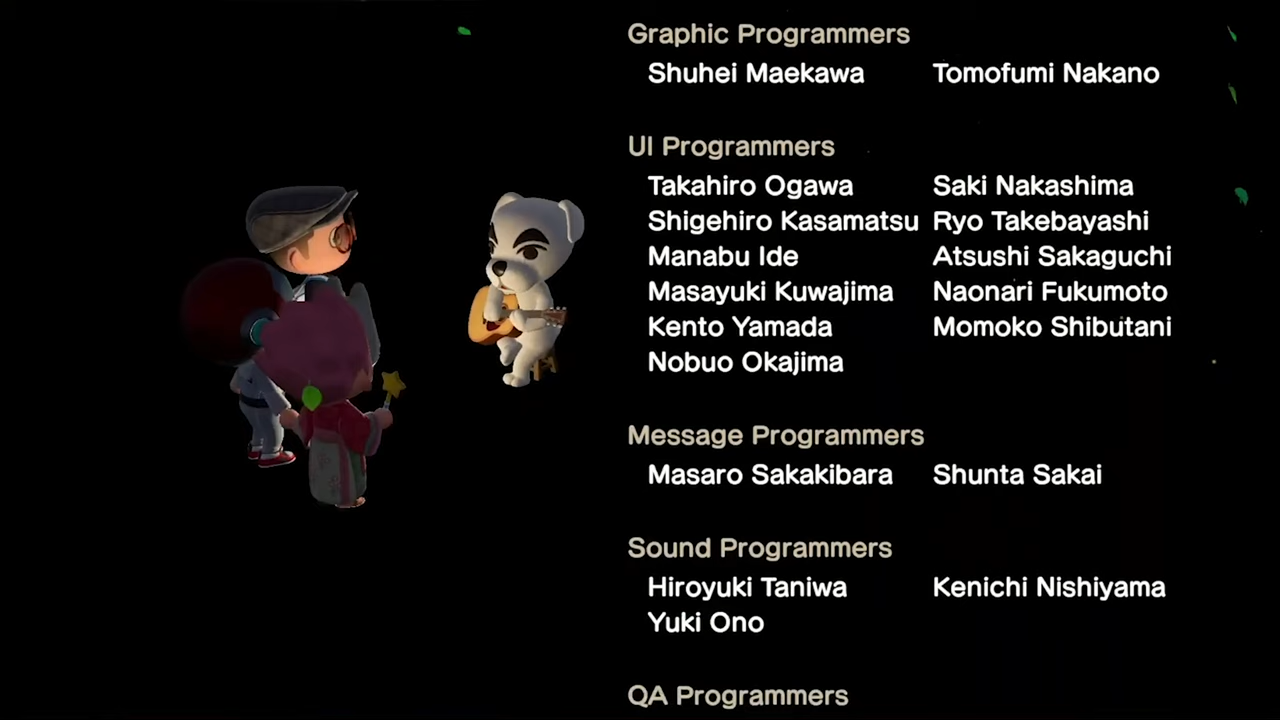 Graphic Programmers
Shuhei Maekawa Tomofumi Nakano
UI Programmers
Takahiro Ogawa Saki Nakashima
Shigehiro Kasamatsu Ryo Takebayashi
Manabu Ide Atsushi Sakaguchi
Masayuki Kuwajima Naonari Fukumoto
Kento Yamada Momoko Shibutani
Nobuo Okajima
Message Programmers
Masaro Sakakibara Shunta Sakai
Sound Programmers
Hiroyuki Taniwa Kenichi Nishiyama
Yuki Ono
QA Programmers